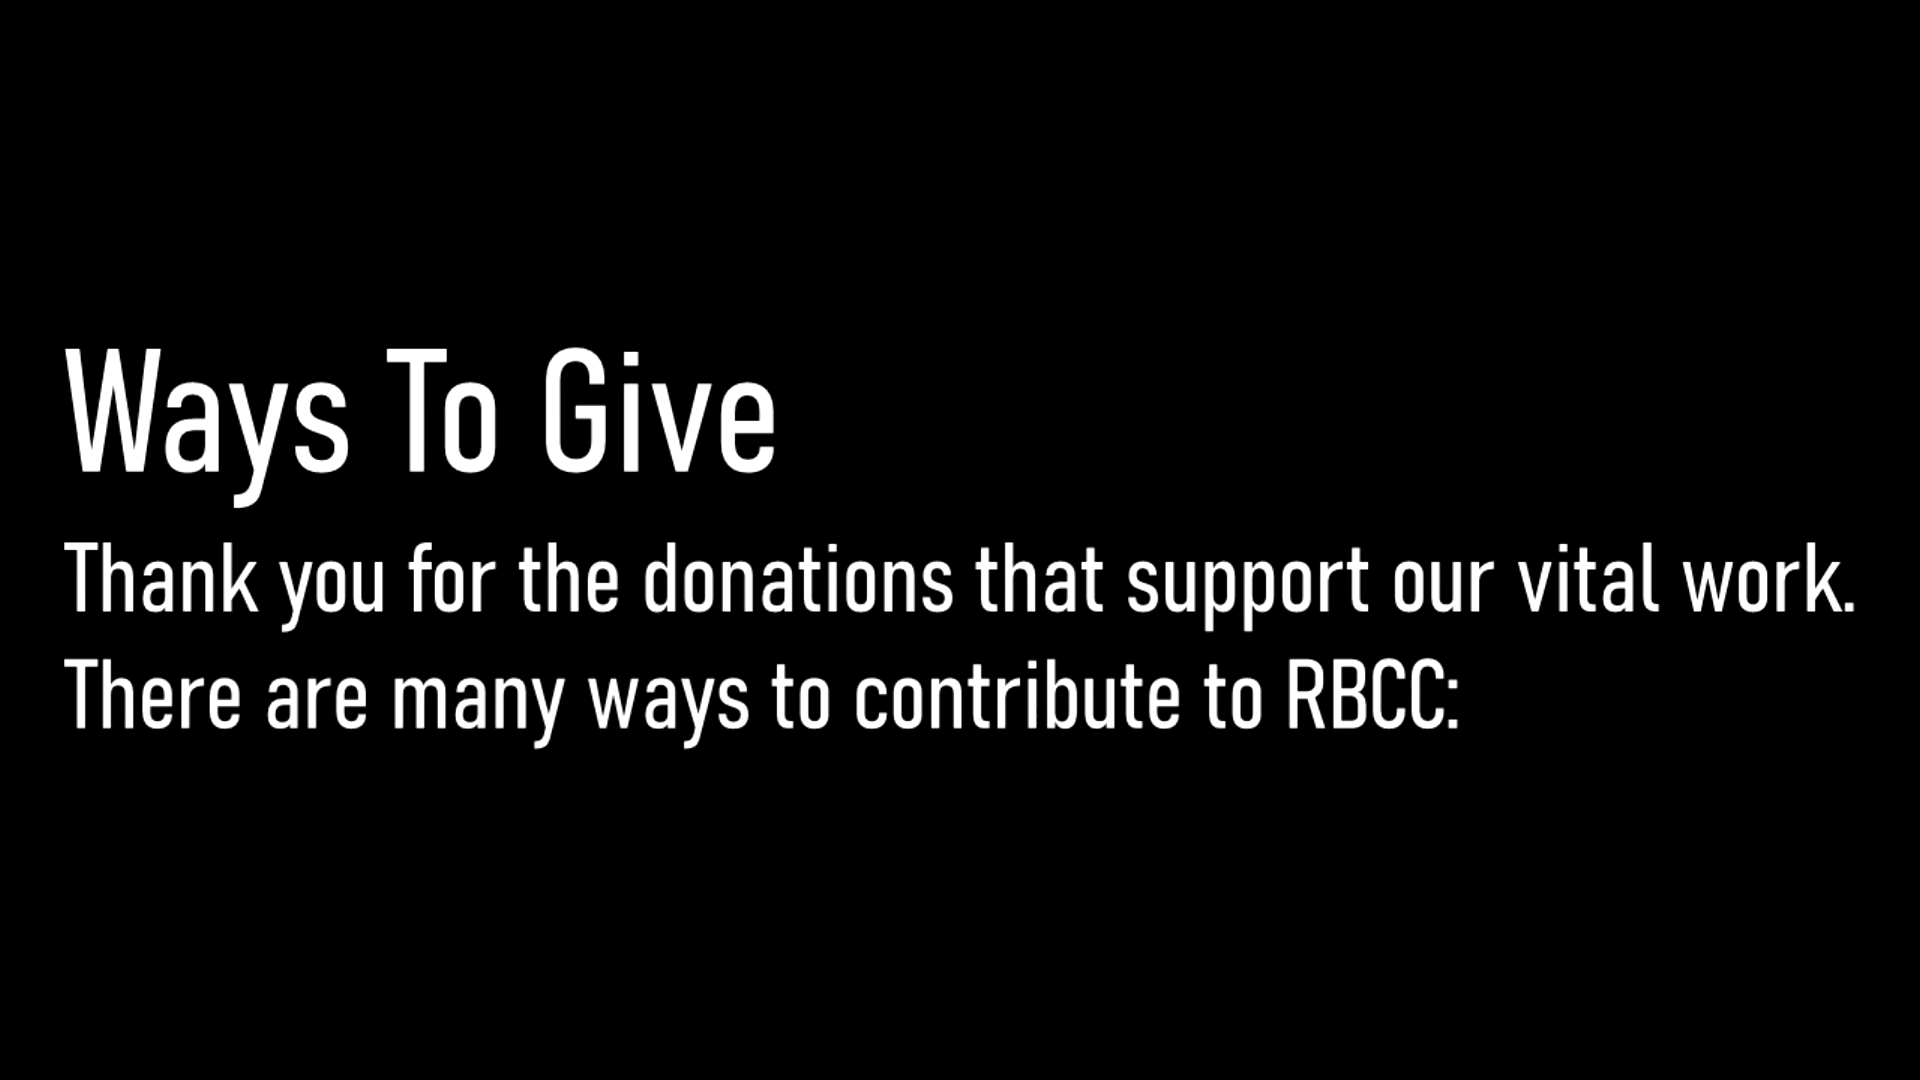 Ways To Give
Thank you for the donations that support our vital work.
There are many ways to contribute to RBCC: